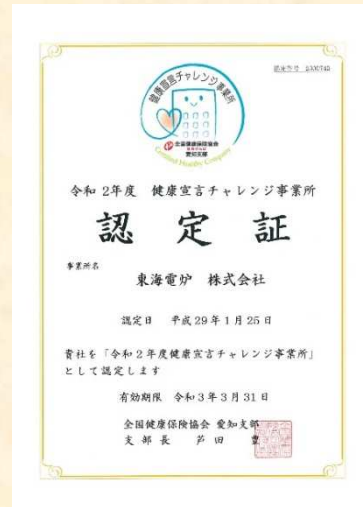 健康宣言チャレンジ事業所
全国健康保険協会
愛知支部
Certified Healthy Company
令和 2年度 健康宣言チャレンジ事業所
認定証
事業所名
東海電炉 株式会社
認定日 平成29年1月25日
貴社を「令和2年度健康宣言チャレンジ事業所」
として認定します
有効期限 令和3年3月31日
全国健康保険協会 愛知支部
支部長 芦田 豊